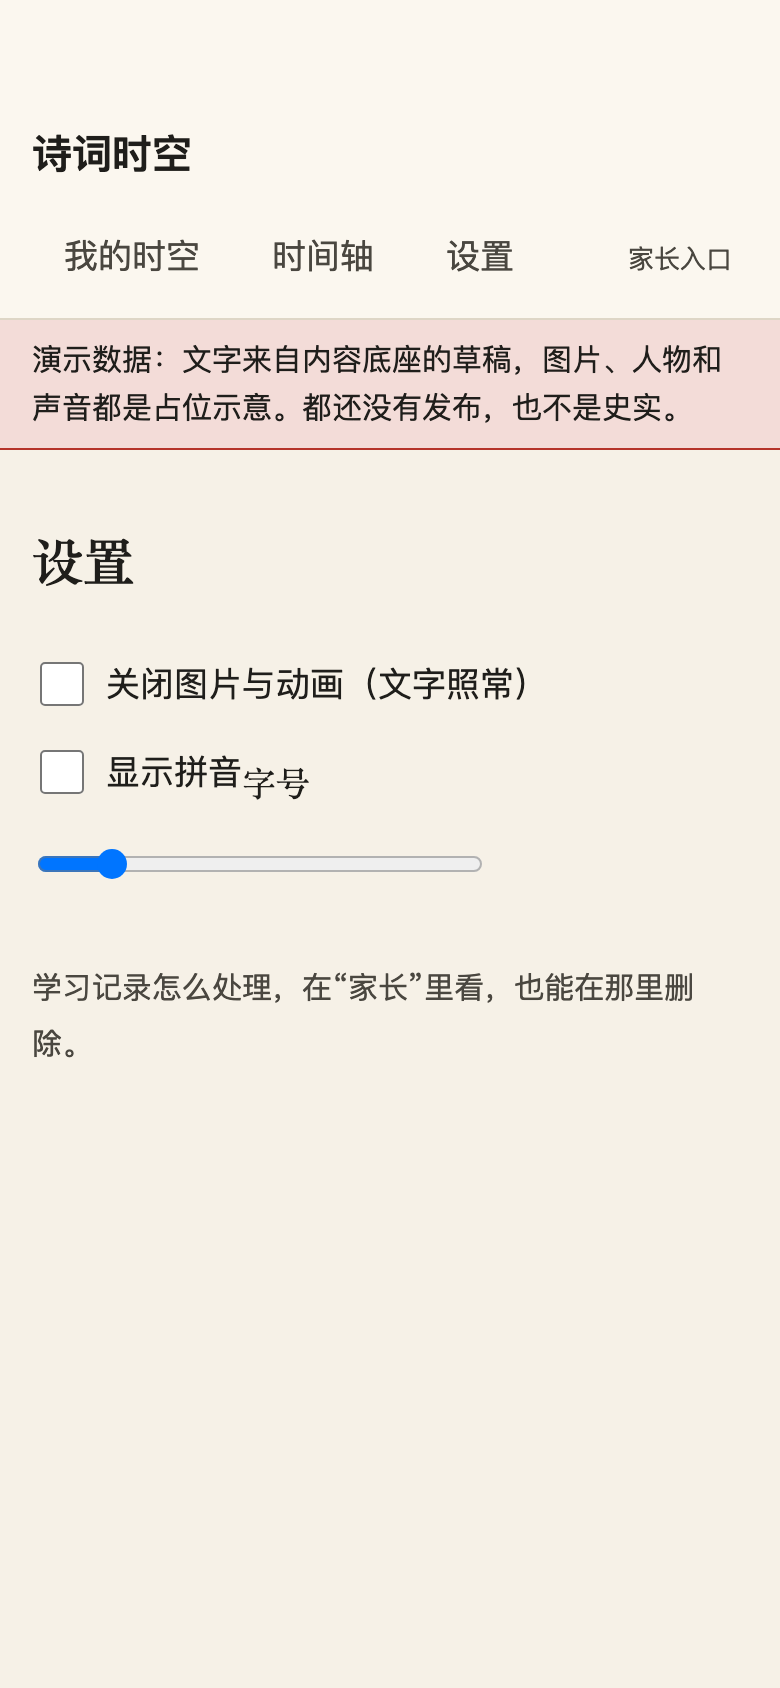 诗词时空
我的时空 时间轴 设置 家长入口
演示数据：文字来自内容底座的草稿，图片、人物和
声音都是占位示意。都还没有发布，也不是史实。
设置
关闭图片与动画（文字照常）
显示拼音字号
学习记录怎么处理，在“家长”里看，也能在那里删
除。